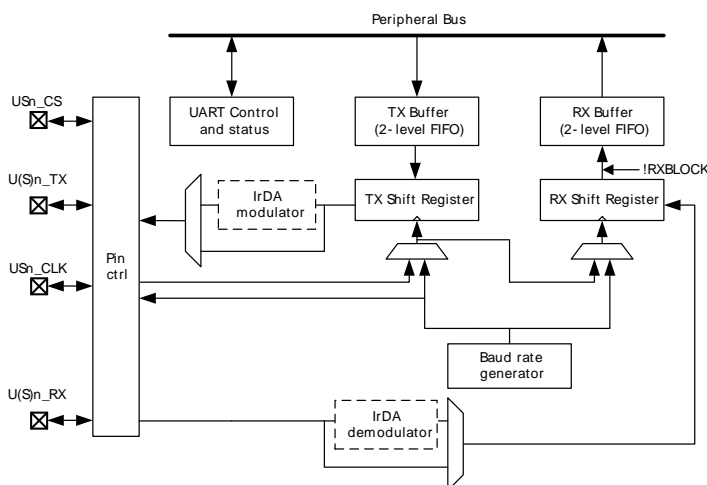 Peripheral Bus
USn_CS
UART Control
and status
TX Buffer
(2- level FIFO)
RX Buffer
(2- level FIFO)
!RXBLOCK
U(S)n_TX
IrDA
modulator
TX Shift Register
RX Shift Register
Pin
ctrl
USn_CLK
Baud rate
generator
U(S)n_RX
IrDA
demodulator